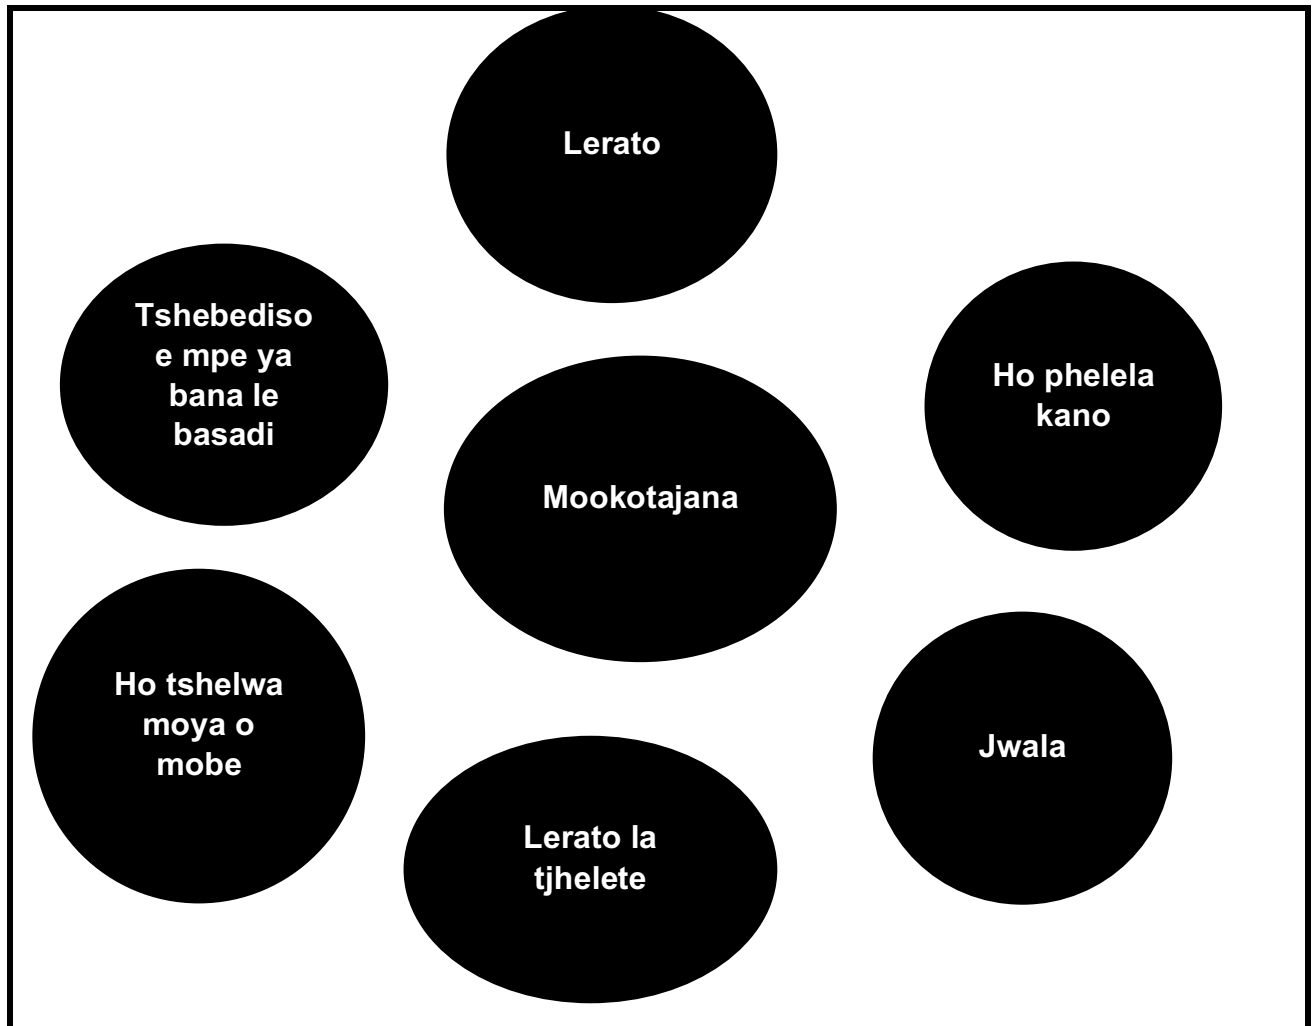 Lerato
Tshebediso
e mpe ya
bana le
basadi
Ho phelela
kano
Mookotajana
Ho tshelwa
moya o
mobe
Jwala
Lerato la
tjhelete